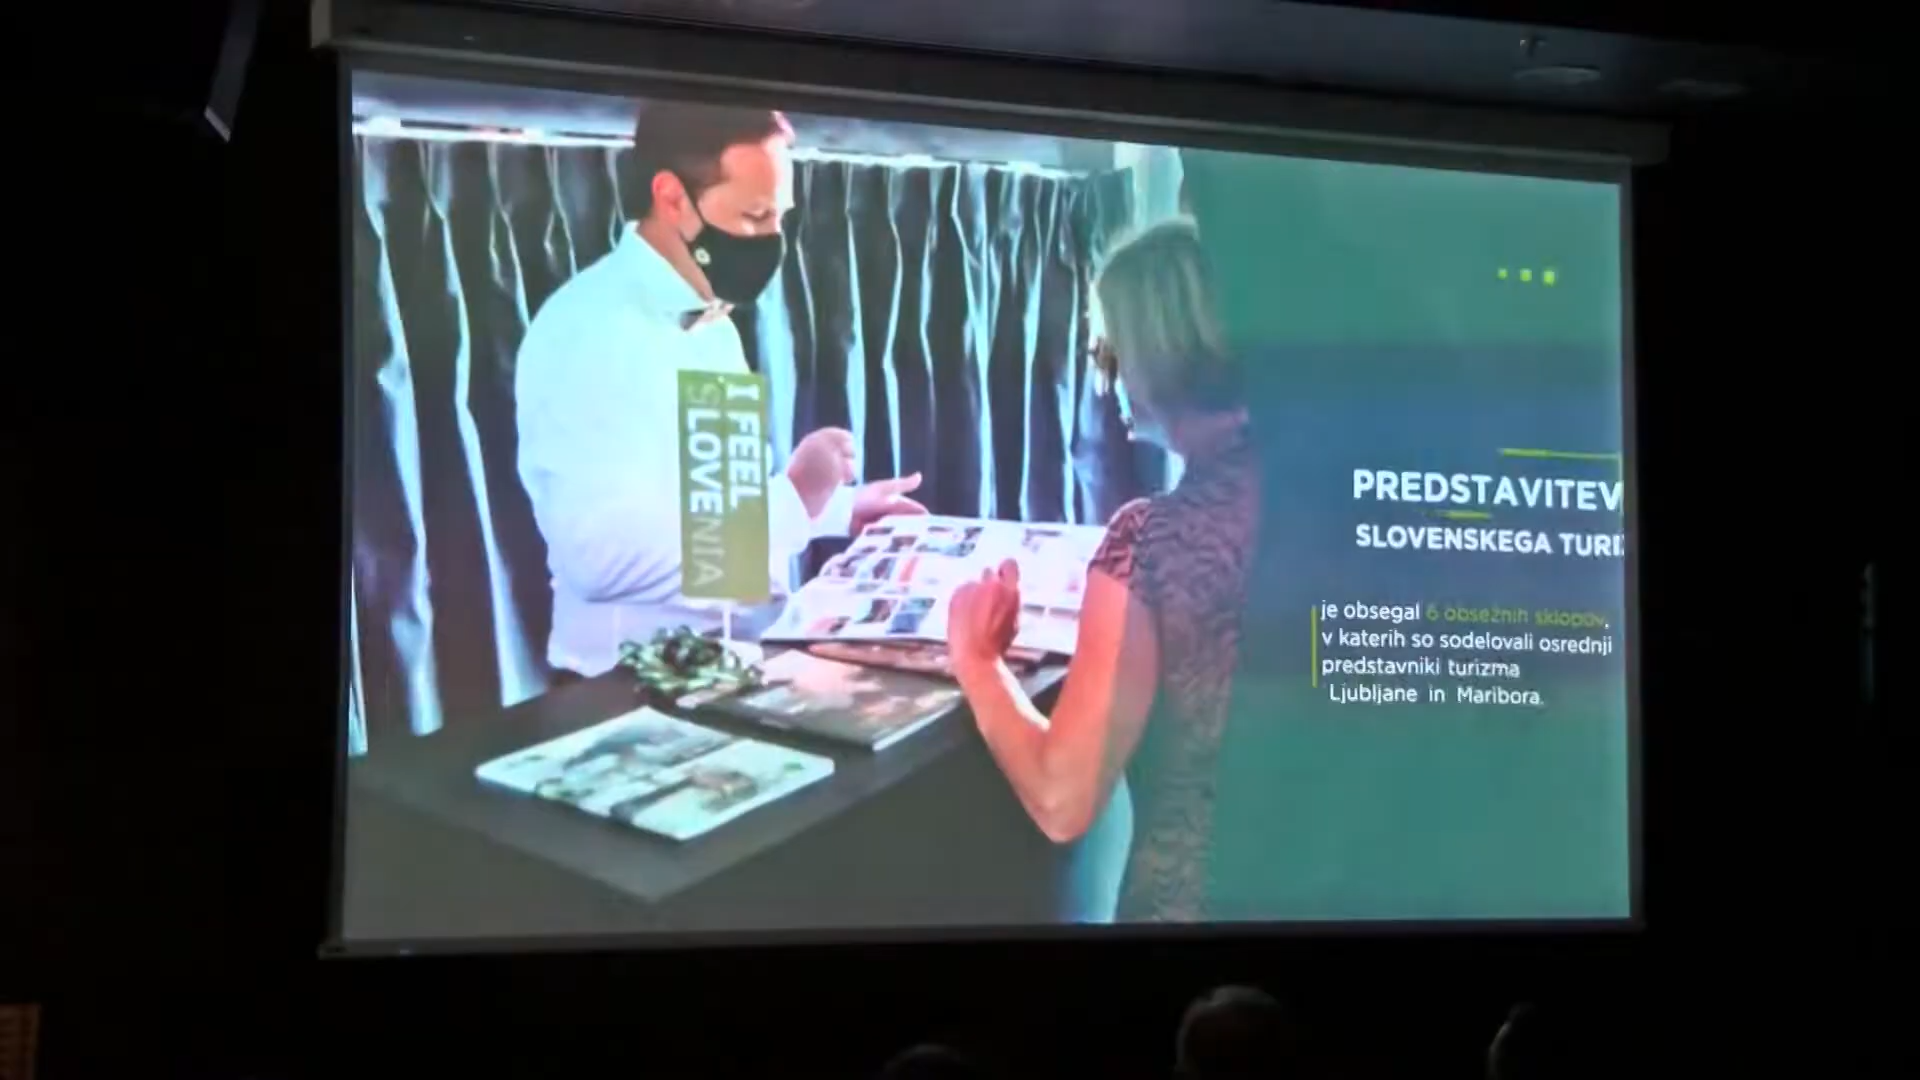 I FEEL
SLOVENIA
PREDSTAVITEV
SLOVENSKEGA TURI
je obsegal 6 obsežnih sklopov,
v katerih so sodelovali osrednji
predstavniki turizma
Ljubljane in Maribora.